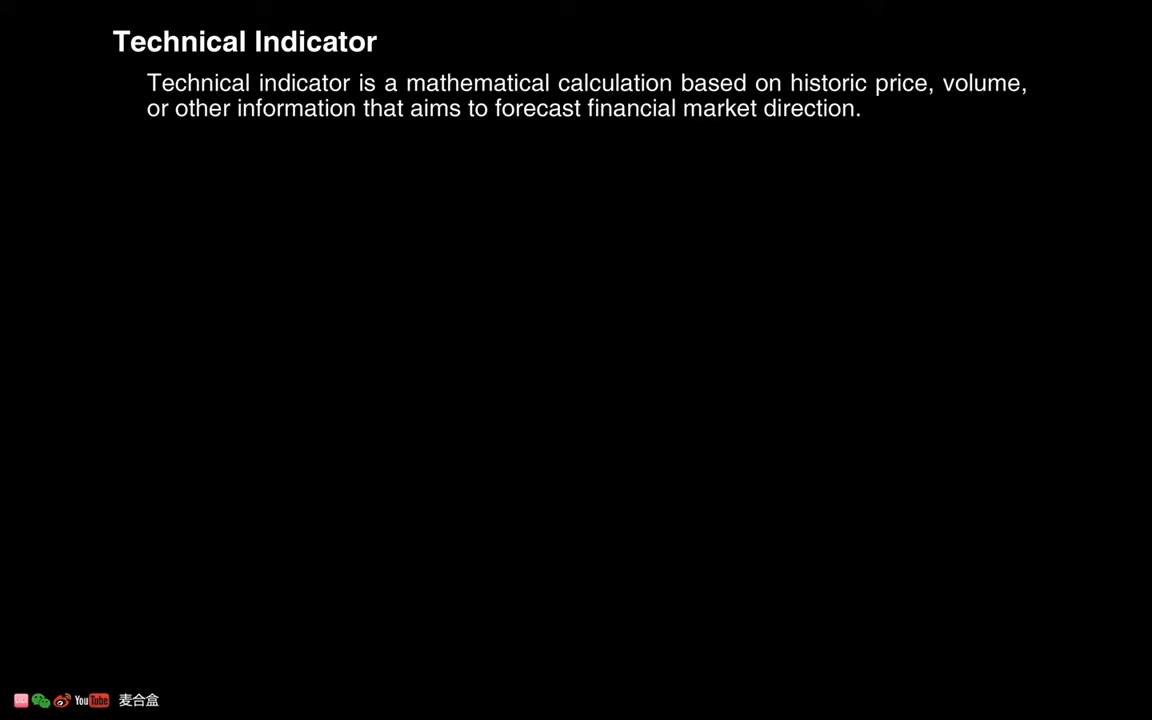 Technical Indicator
Technical indicator is a mathematical calculation based on historic price, volume,
or other information that aims to forecast financial market direction.
YouTube 麦合盒